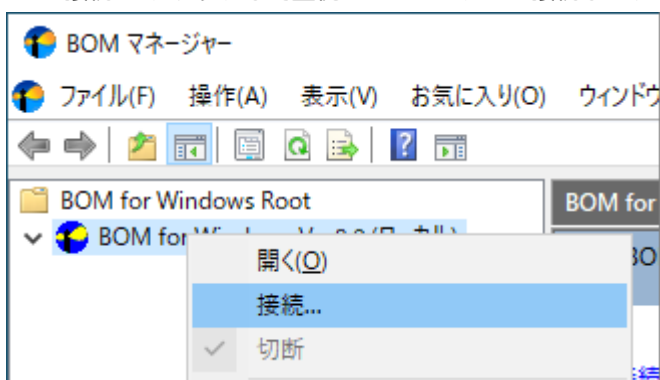 BOM マネージャー
ファイル(F) 操作(A) 表示(V) お気に入り(O)
BOM for Windows Root
BOM for
BOM for
開く(O)
接続...
切断